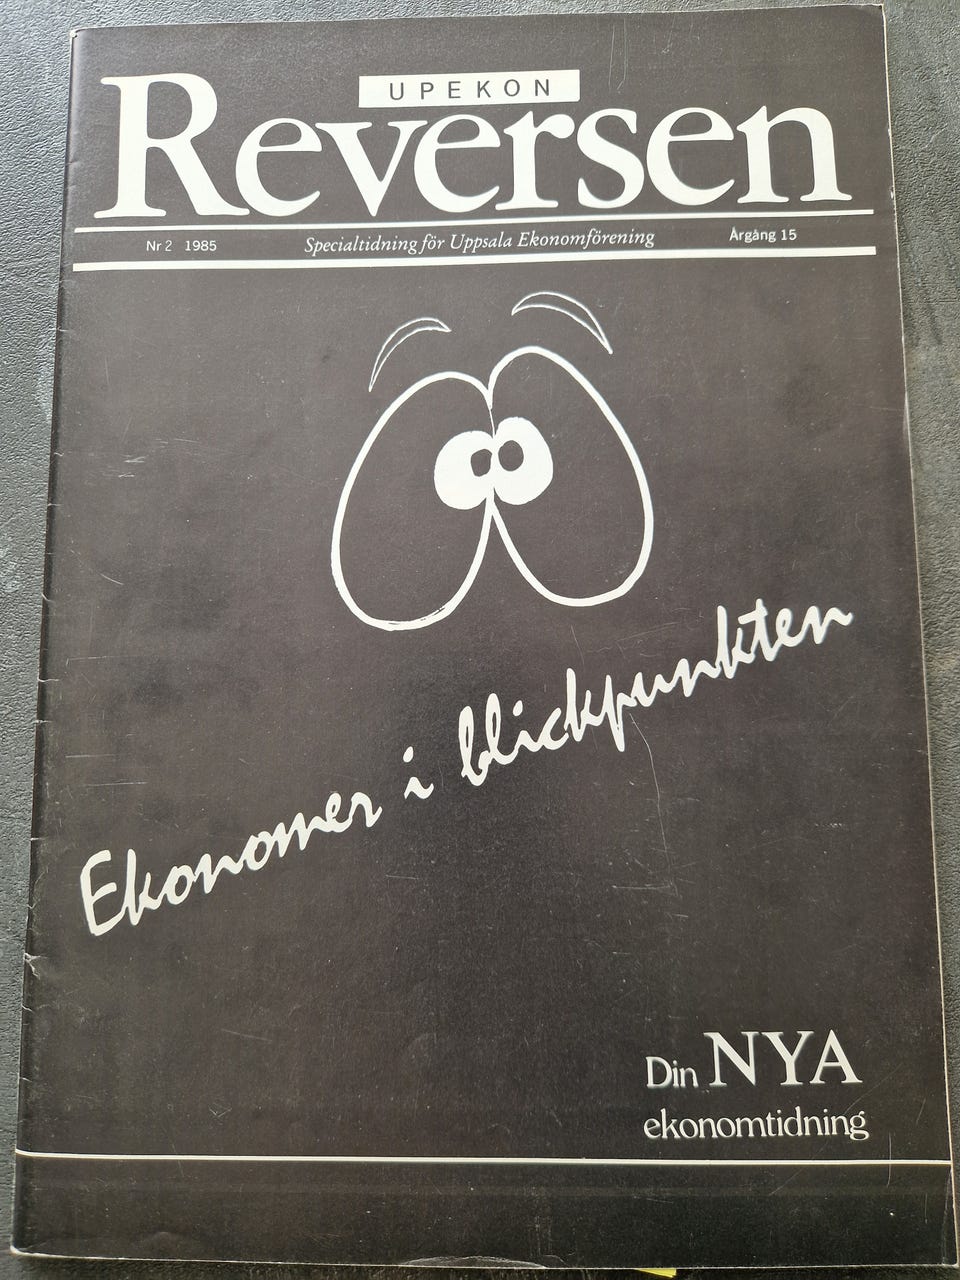 UPEKON
Reversen
Nr 2 1985 Specialtidning för Uppsala Ekonomförening Årgång 15
Ekonomer i blickpunkten
Din NYA
ekonomtidning